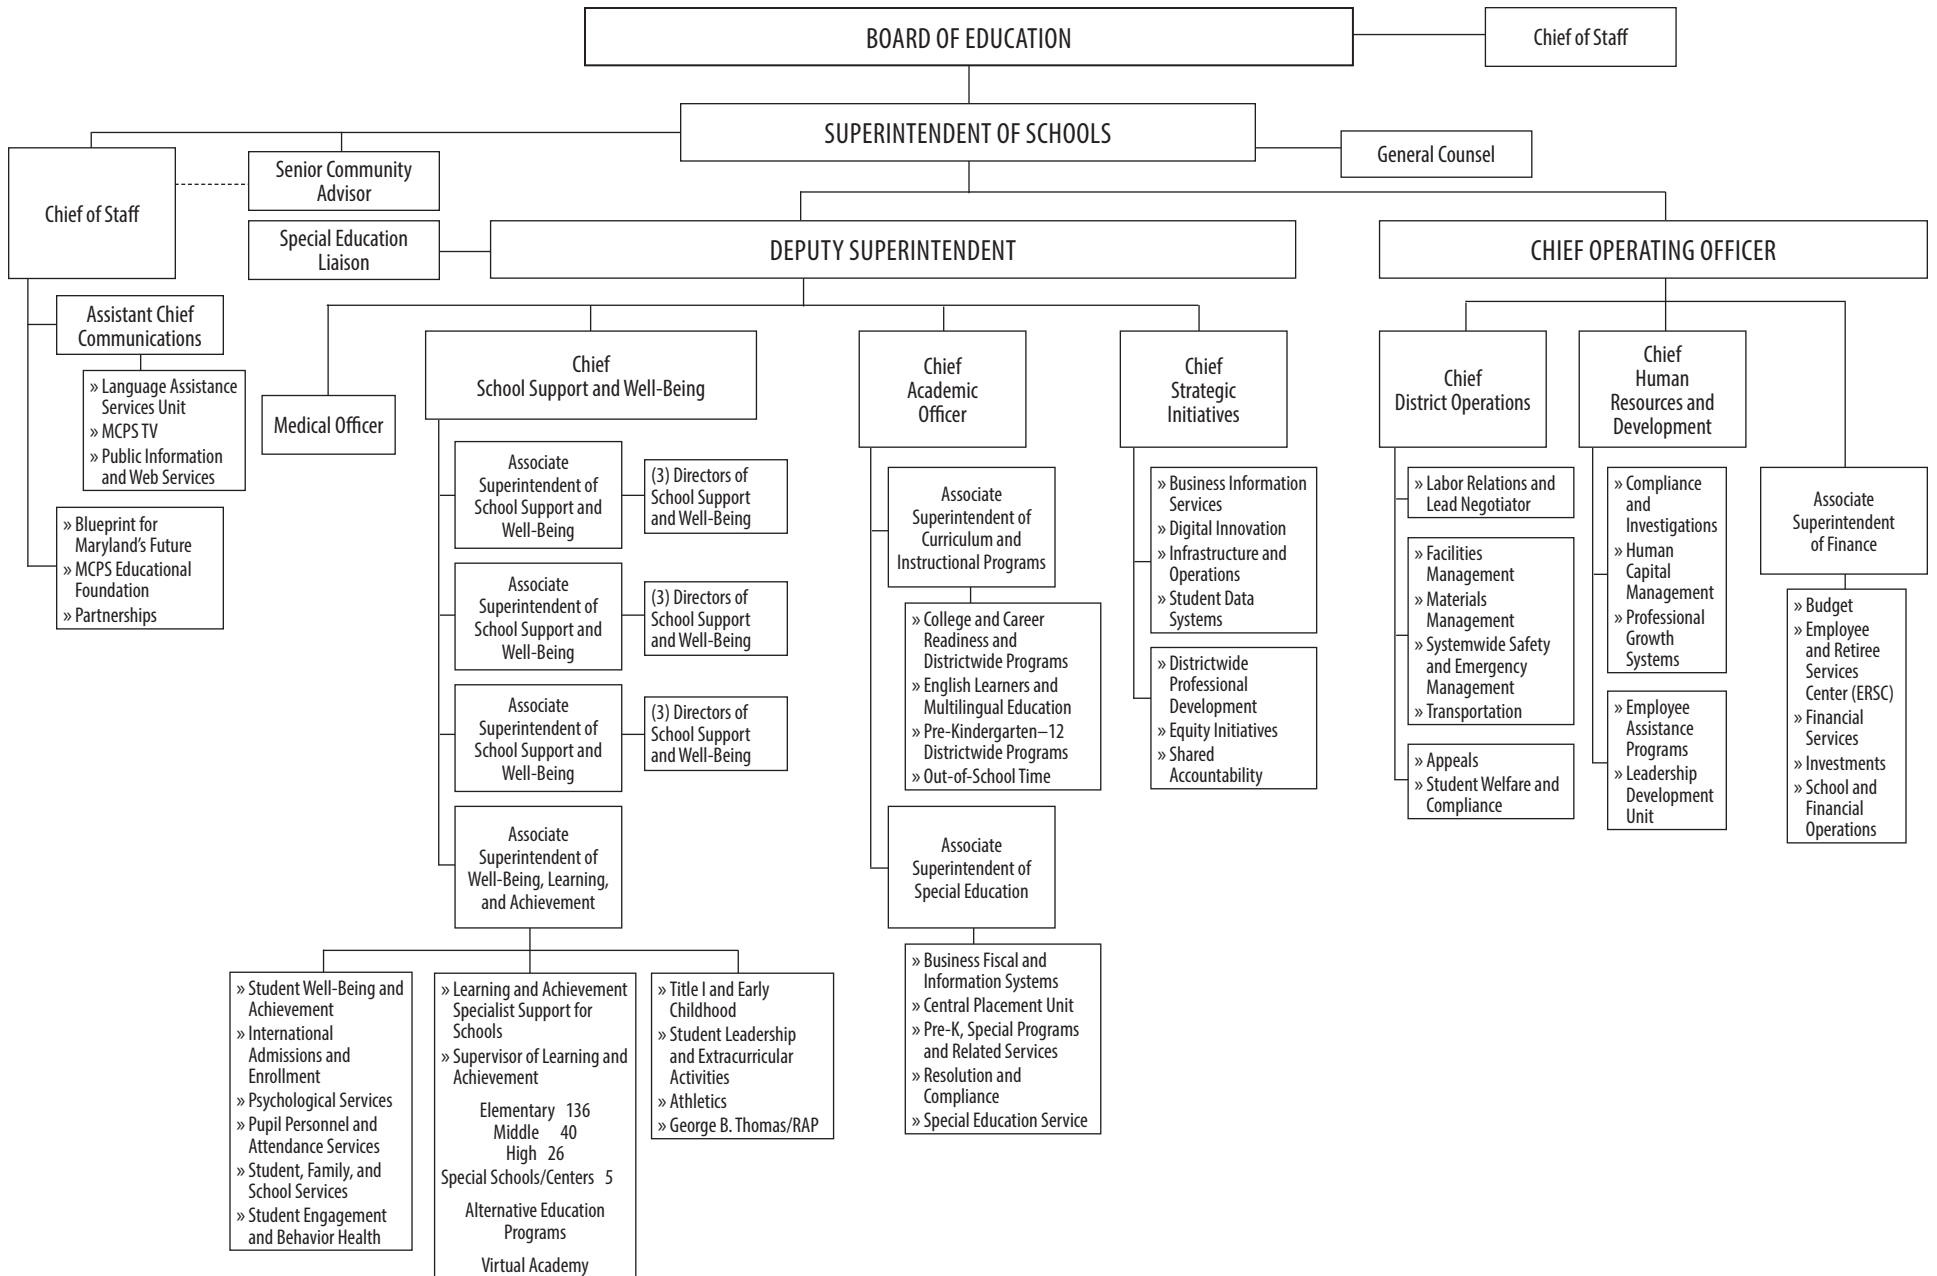 BOARD OF EDUCATION
Chief of Staff
SUPERINTENDENT OF SCHOOLS
General Counsel
Chief of Staff
Senior Community
Advisor
Special Education
Liaison
DEPUTY SUPERINTENDENT
CHIEF OPERATING OFFICER
Assistant Chief
Communications
» Language Assistance
Services Unit
» MCPS TV
» Public Information
and Web Services
» Blueprint for
Maryland's Future
» MCPS Educational
Foundation
» Partnerships
Medical Officer
Chief
School Support and Well-Being
Associate
Superintendent of
School Support and
Well-Being
(3) Directors of
School Support
and Well-Being
Associate
Superintendent of
School Support and
Well-Being
(3) Directors of
School Support
and Well-Being
Associate
Superintendent of
School Support and
Well-Being
(3) Directors of
School Support
and Well-Being
Associate
Superintendent of
Well-Being, Learning,
and Achievement
» Student Well-Being and
Achievement
» International
Admissions and
Enrollment
» Psychological Services
» Pupil Personnel and
Attendance Services
» Student, Family, and
School Services
» Student Engagement
and Behavior Health
» Learning and Achievement
Specialist Support for
Schools
» Supervisor of Learning and
Achievement
Elementary 136
Middle 40
High 26
Special Schools/Centers 5
Alternative Education
Programs
Virtual Academy
» Title I and Early
Childhood
» Student Leadership
and Extracurricular
Activities
» Athletics
» George B. Thomas/RAP
Chief
Academic
Officer
Associate
Superintendent of
Curriculum and
Instructional Programs
» College and Career
Readiness and
Districtwide Programs
» English Learners and
Multilingual Education
» Pre-Kindergarten–12
Districtwide Programs
» Out-of-School Time
Associate
Superintendent of
Special Education
» Business Fiscal and
Information Systems
» Central Placement Unit
» Pre-K, Special Programs
and Related Services
» Resolution and
Compliance
» Special Education Service
Chief
Strategic
Initiatives
» Business Information
Services
» Digital Innovation
» Infrastructure and
Operations
» Student Data
Systems
» Districtwide
Professional
Development
» Equity Initiatives
» Shared
Accountability
Chief
District Operations
» Labor Relations and
Lead Negotiator
» Facilities
Management
» Materials
Management
» Systemwide Safety
and Emergency
Management
» Transportation
» Appeals
» Student Welfare and
Compliance
Chief
Human
Resources and
Development
» Compliance
and
Investigations
» Human
Capital
Management
» Professional
Growth
Systems
» Employee
Assistance
Programs
» Leadership
Development
Unit
Associate
Superintendent
of Finance
» Budget
» Employee
and Retiree
Services
Center (ERSC)
» Financial
Services
» Investments
» School and
Financial
Operations